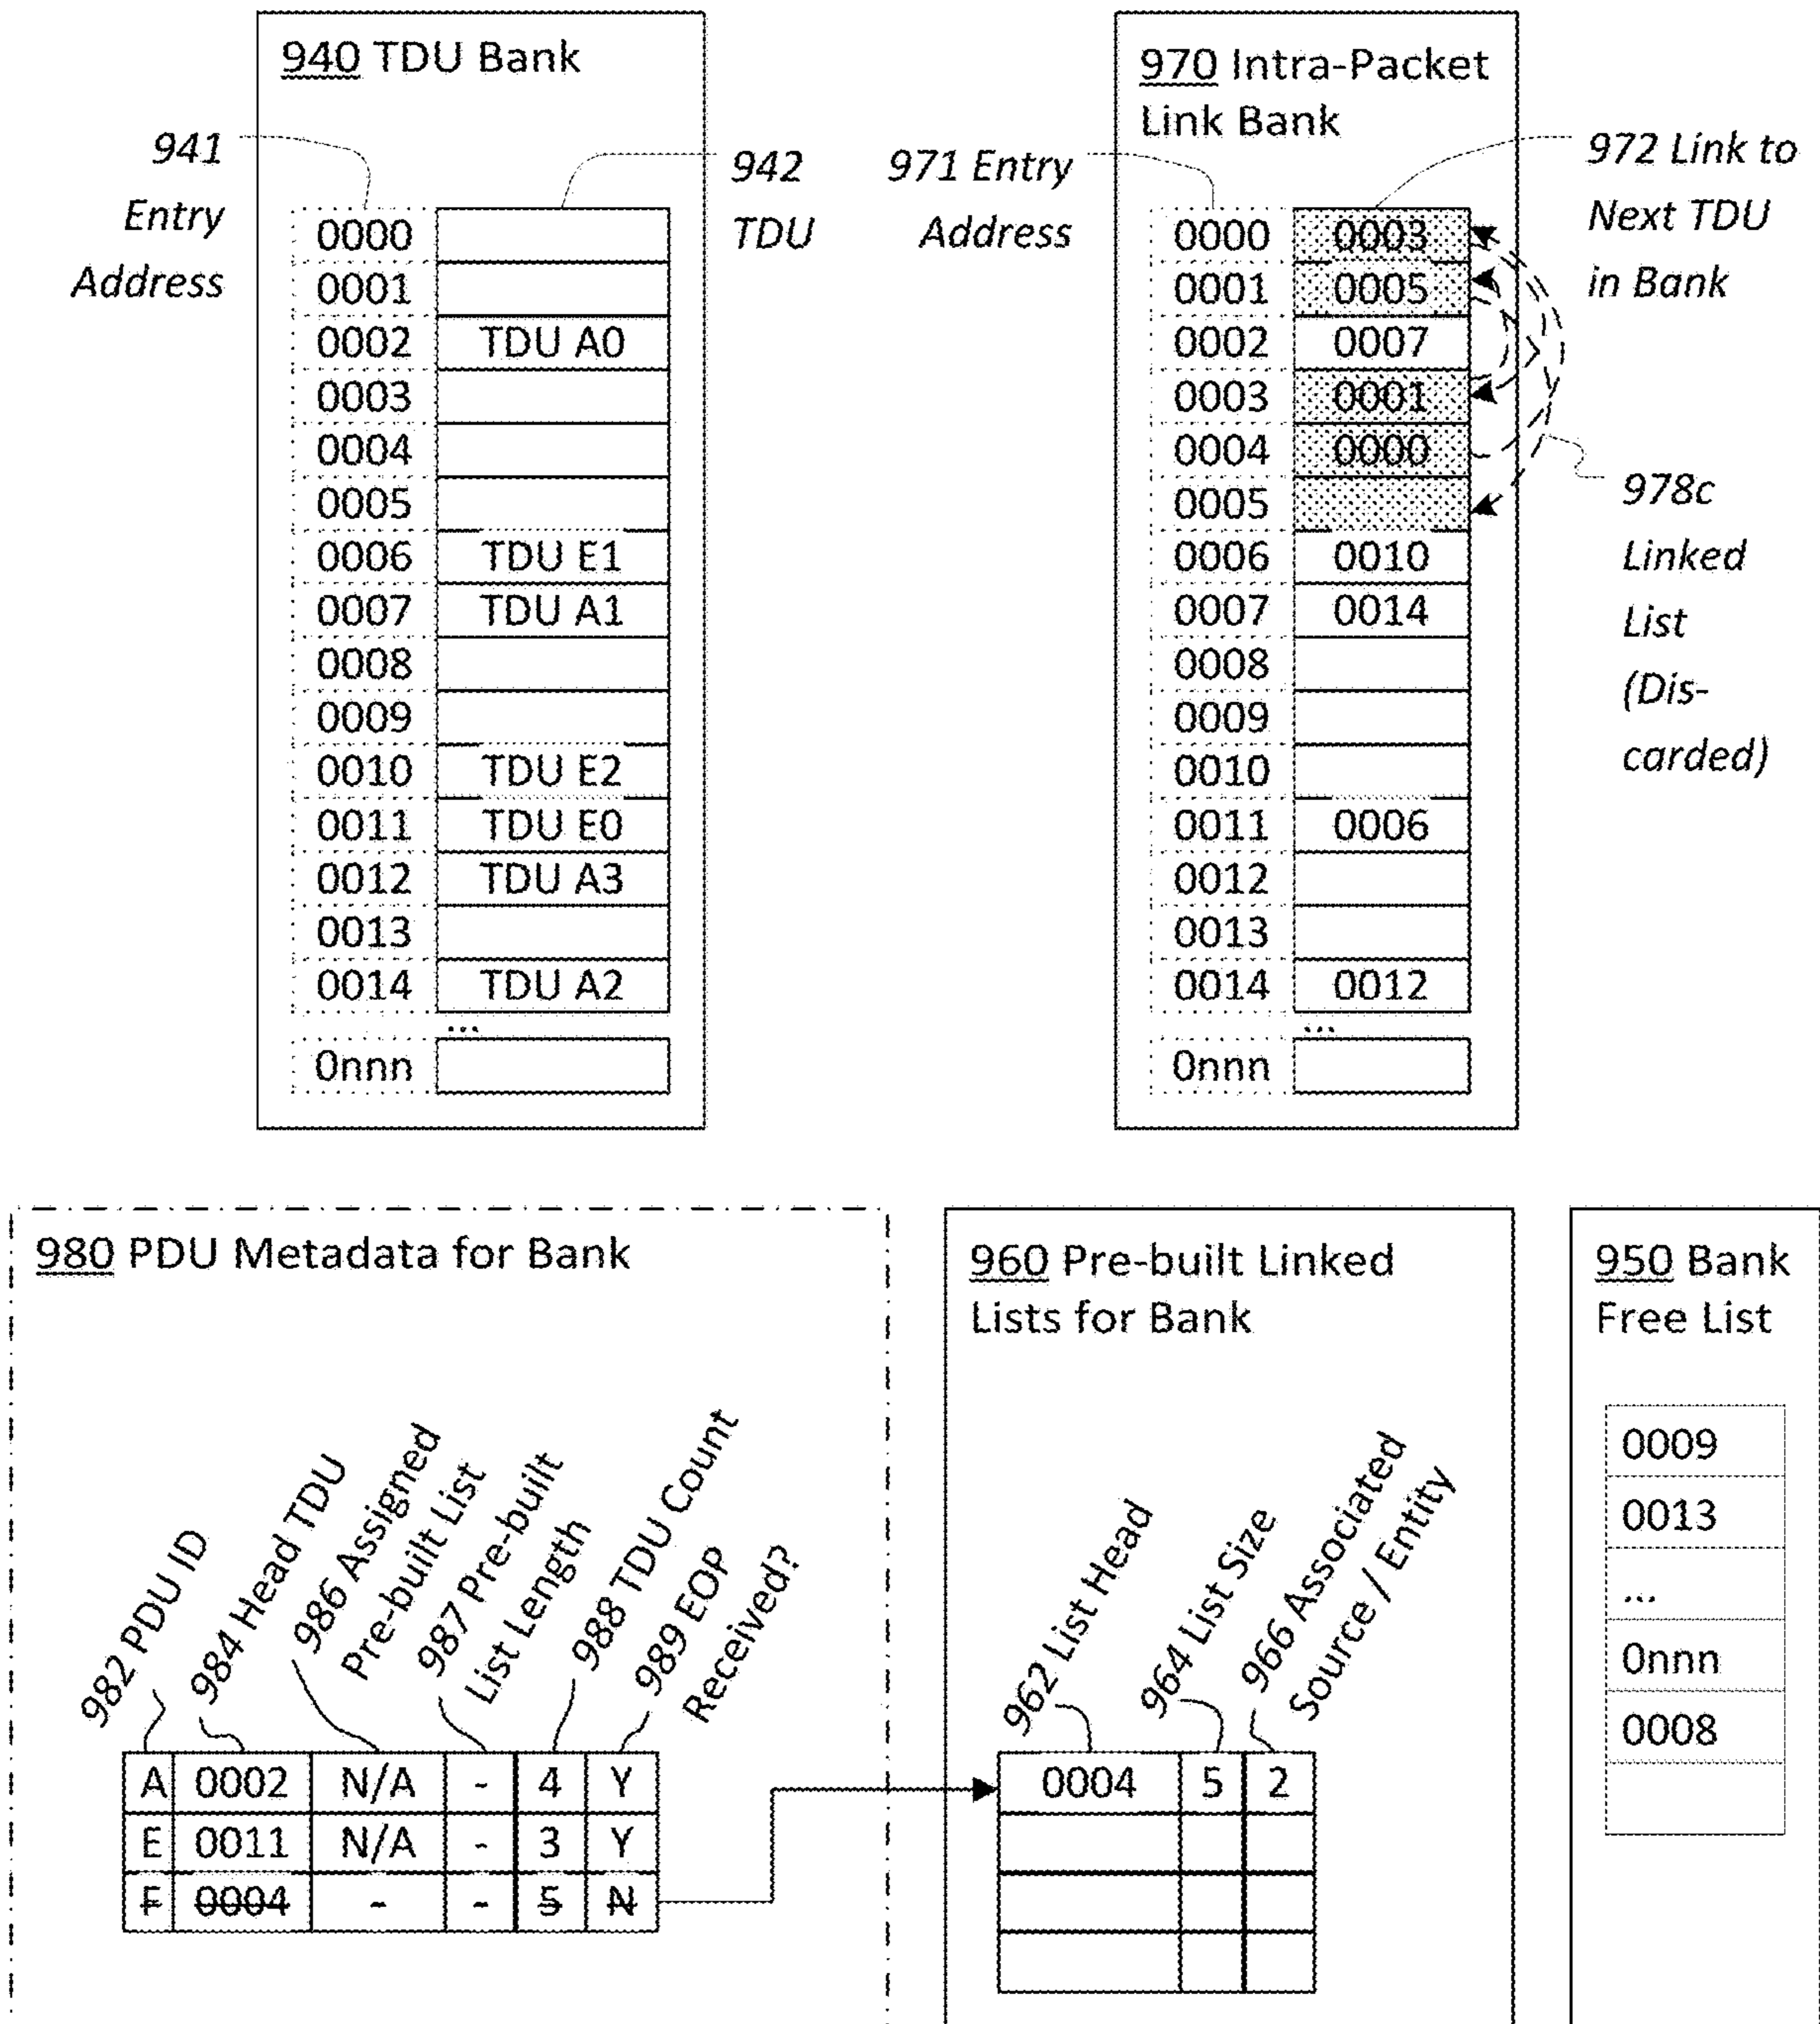 940 TDU Bank
941
Entry
Address
942
TDU
0000
0001
0002 TDU A0
0003
0004
0005
0006 TDU E1
0007 TDU A1
0008
0009
0010 TDU E2
0011 TDU E0
0012 TDU A3
0013
0014 TDU A2
...
0nnn
970 Intra-Packet
Link Bank
971 Entry
Address
972 Link to
Next TDU
in Bank
0000 0003
0001 0005
0002 0007
0003 0001
0004 0000
0005
0006 0010
0007 0014
0008
0009
0010
0011 0006
0012
0013
0014 0012
...
0nnn
978c
Linked
List
(Dis-
carded)
980 PDU Metadata for Bank
982 PDU ID
984 Head TDU
986 Assigned
Pre-built List
987 Pre-built
List Length
988 TDU Count
989 EOP
Received?
A 0002 N/A - 4 Y
E 0011 N/A - 3 Y
F 0004 - - 5 N
960 Pre-built Linked
Lists for Bank
962 List Head
964 List Size
966 Associated
Source / Entity
0004 5 2
950 Bank
Free List
0009
0013
...
0nnn
0008